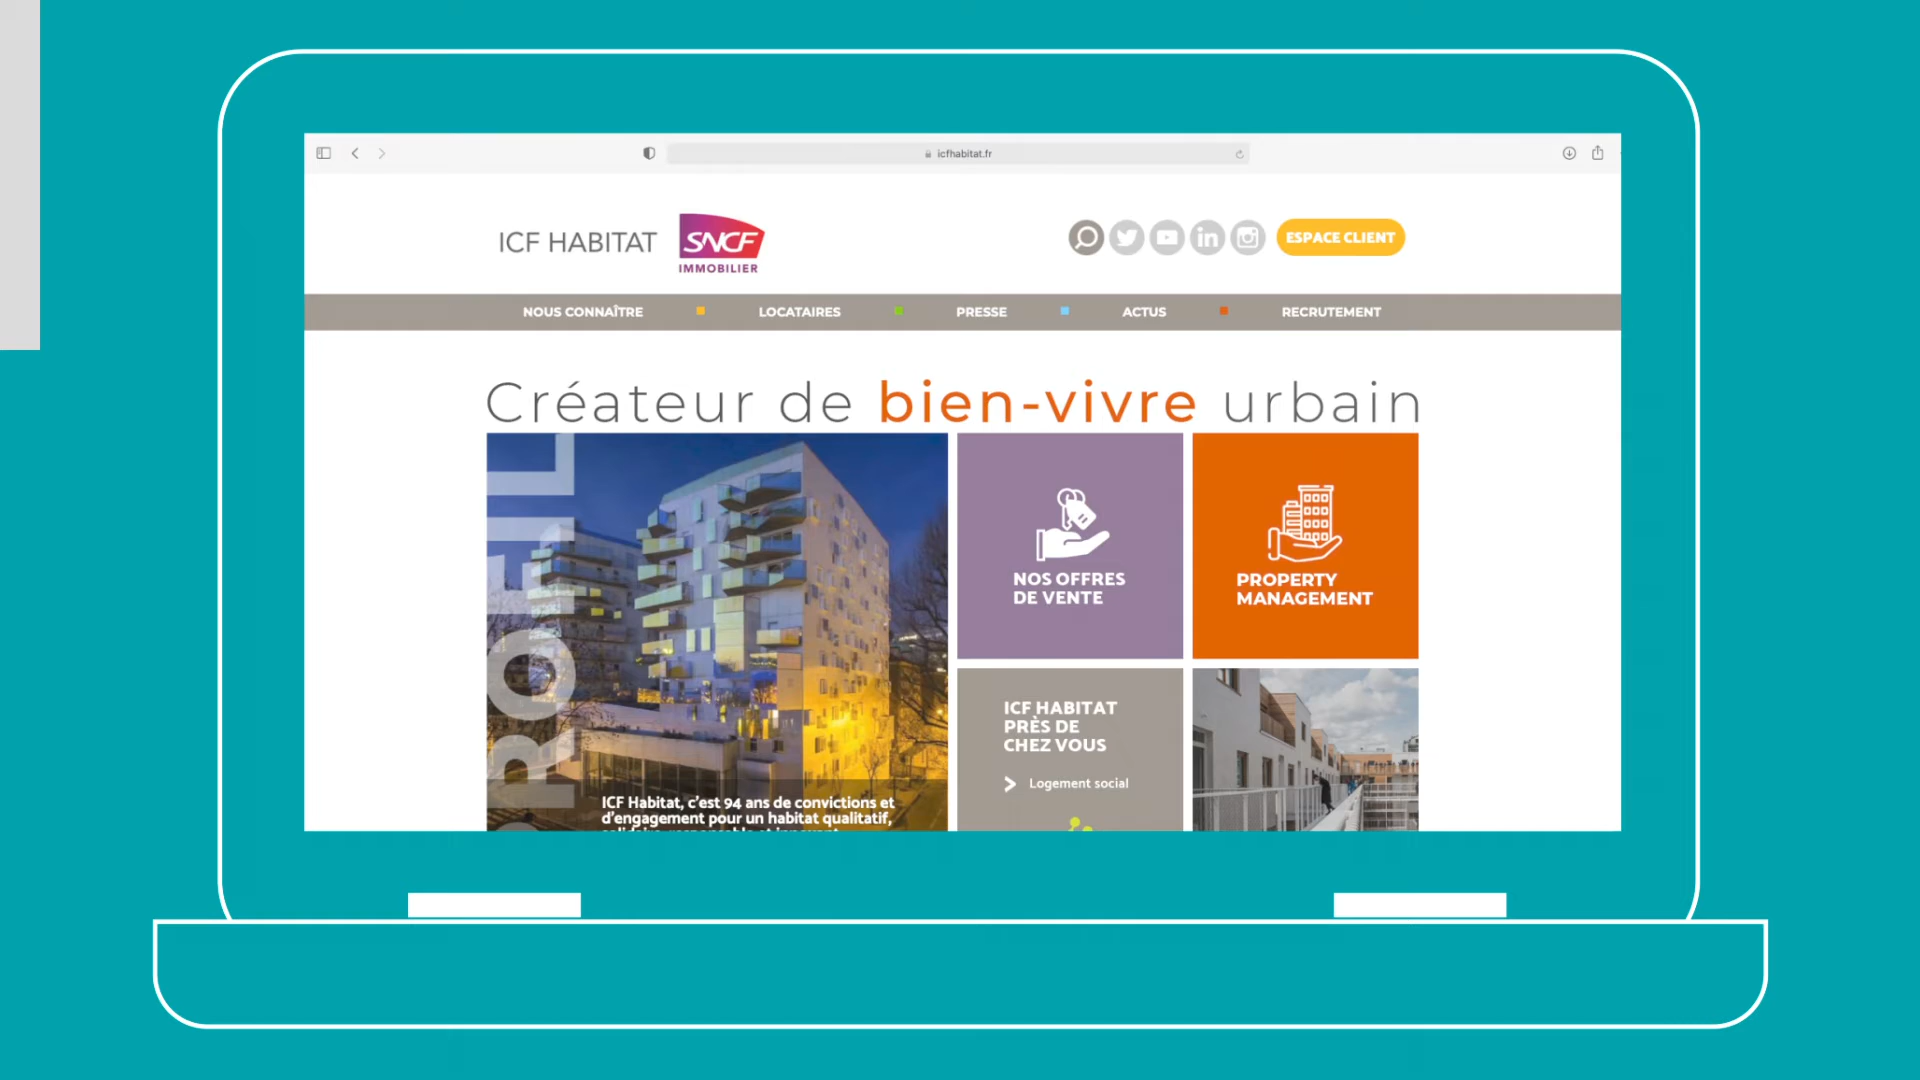 icfhabitat.fr
ICF HABITAT
SNCF
IMMOBILIER
ESPACE CLIENT
NOUS CONNAÎTRE
LOCATAIRES
PRESSE
ACTUS
RECRUTEMENT
Créateur de bien-vivre urbain
ROFIL
NOS OFFRES
DE VENTE
PROPERTY
MANAGEMENT
ICF HABITAT
PRÈS DE
CHEZ VOUS
Logement social
ICF Habitat, c'est 94 ans de convictions et
d'engagement pour un habitat qualitatif,